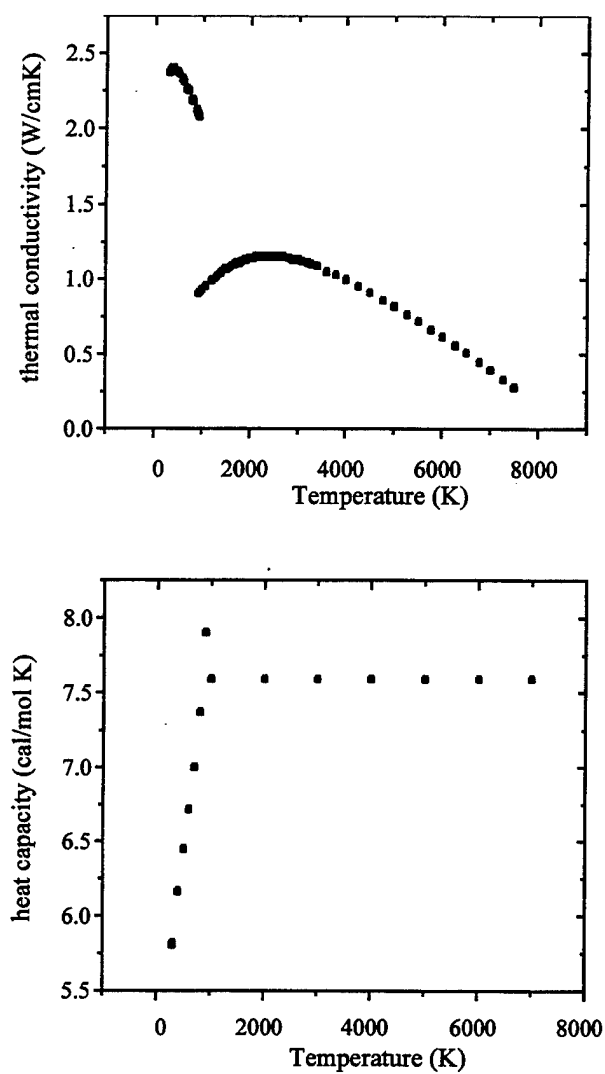 thermal conductivity (W/cmK)
2.5
2.0
1.5
1.0
0.5
0.0
0 2000 4000 6000 8000
Temperature (K)
heat capacity (cal/mol K)
8.0
7.5
7.0
6.5
6.0
5.5
0 2000 4000 6000 8000
Temperature (K)